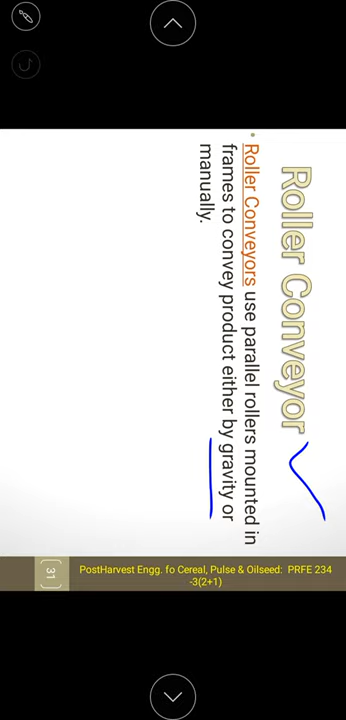 Roller Conveyor
• Roller Conveyors use parallel rollers mounted in
frames to convey product either by gravity or
manually.
PostHarvest Engg. fo Cereal, Pulse & Oilseed: PRFE 234
-3(2+1)
31